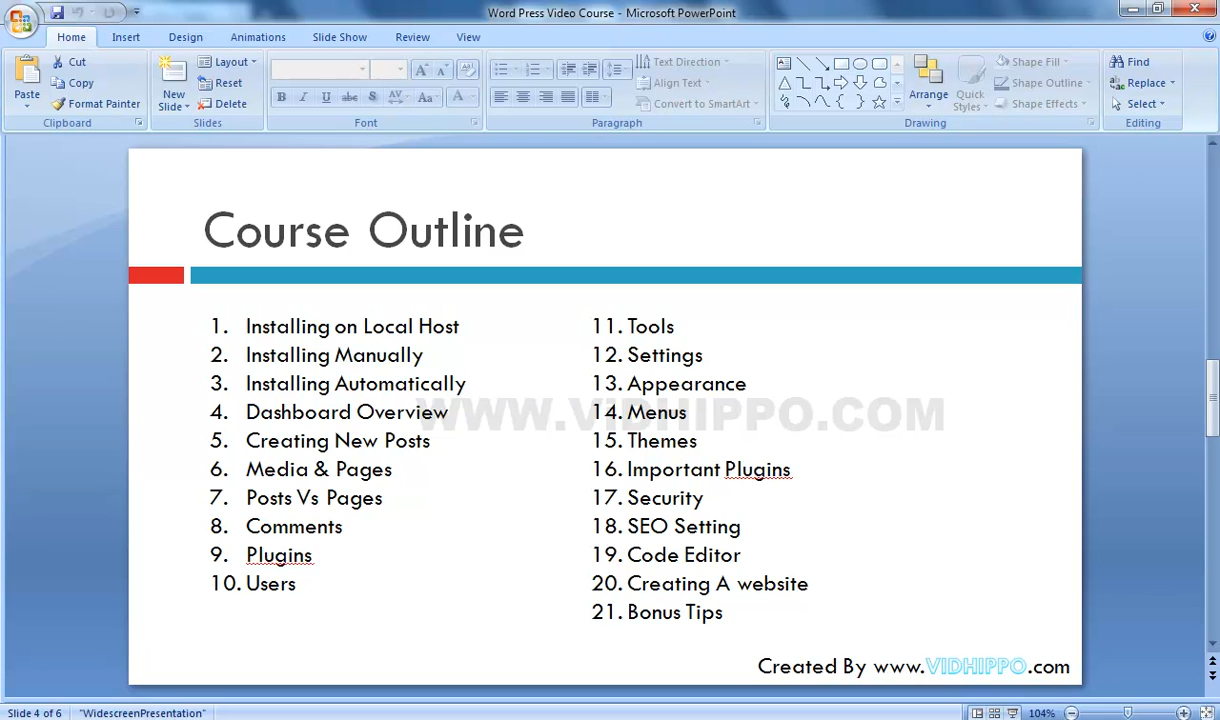 Word Press Video Course - Microsoft PowerPoint
Home Insert Design Animations Slide Show Review View
Cut
Copy
Format Painter
Paste
Clipboard
New Slide
Layout
Reset
Delete
Slides
B I U abc S AV Aa A
Font
Text Direction
Align Text
Convert to SmartArt
Paragraph
Arrange
Quick Styles
Shape Fill
Shape Outline
Shape Effects
Drawing
Find
Replace
Select
Editing
Course Outline
1. Installing on Local Host
2. Installing Manually
3. Installing Automatically
4. Dashboard Overview
5. Creating New Posts
6. Media & Pages
7. Posts Vs Pages
8. Comments
9. Plugins
10. Users
11. Tools
12. Settings
13. Appearance
14. Menus
15. Themes
16. Important Plugins
17. Security
18. SEO Setting
19. Code Editor
20. Creating A website
21. Bonus Tips
WWW.VIDHIPPO.COM
Created By www.VIDHIPPO.com
Slide 4 of 6 "WidescreenPresentation" 104%